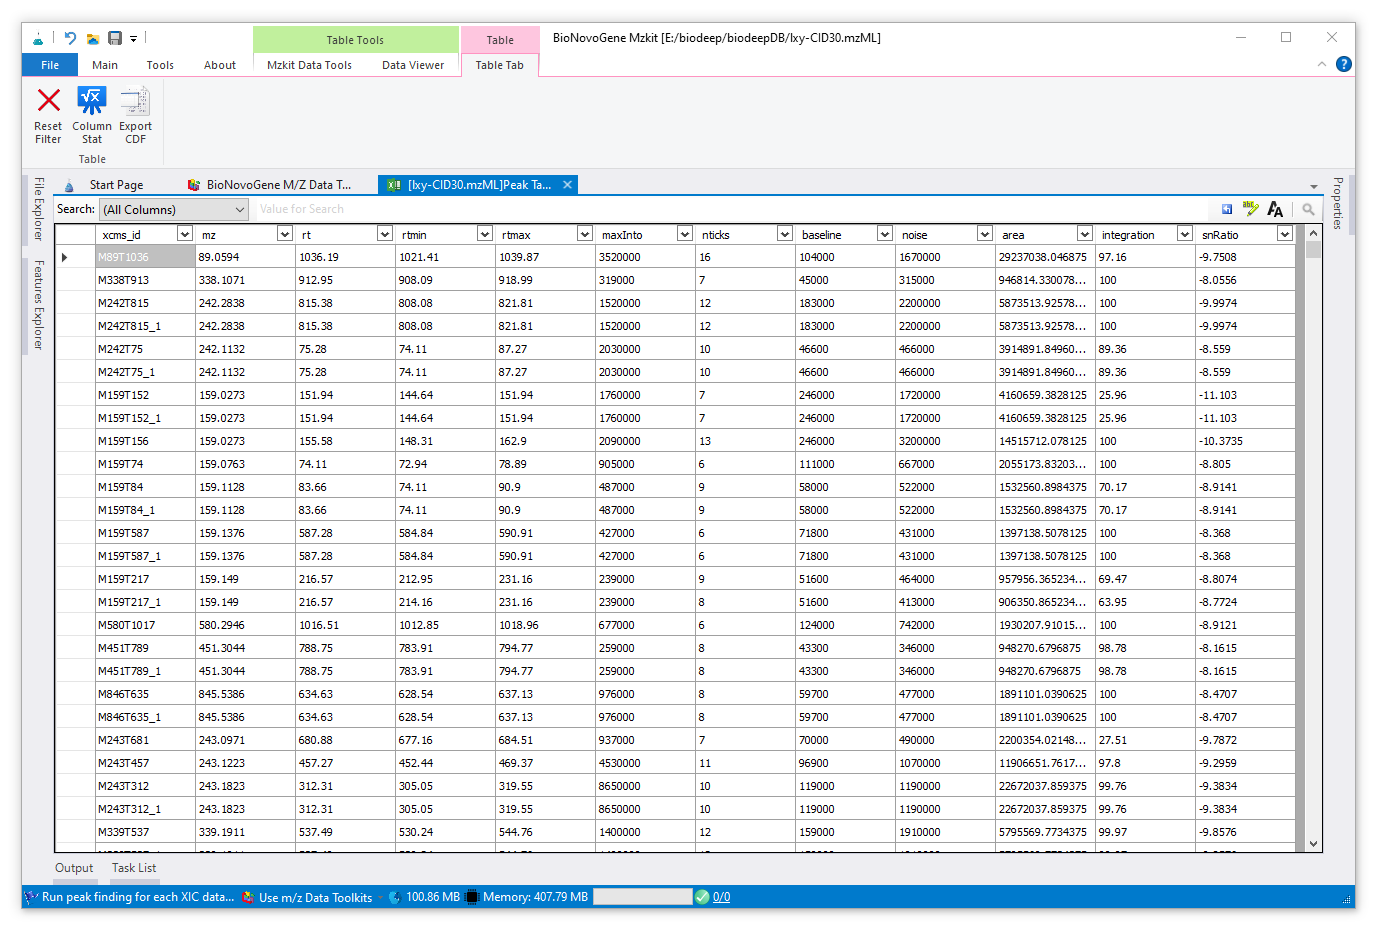 Table Tools
Table
BioNovoGene Mzkit [E:/biodeep/biodeepDB/lxy-CID30.mzML]
File Main Tools About Mzkit Data Tools Data Viewer Table Tab
Reset Filter
Column Stat
Export CDF
Table
File Explorer
Features Explorer
Properties
Start Page BioNovoGene M/Z Data T... [lxy-CID30.mzML]Peak Ta...
Search: (All Columns) Value for Search
xcms_id mz rt rtmin rtmax maxInto nticks baseline noise area integration snRatio
M89T1036 89.0594 1036.19 1021.41 1039.87 3520000 16 104000 1670000 29237038.046875 97.16 -9.7508
M338T913 338.1071 912.95 908.09 918.99 319000 7 45000 315000 946814.330078... 100 -8.0556
M242T815 242.2838 815.38 808.08 821.81 1520000 12 183000 2200000 5873513.92578... 100 -9.9974
M242T815_1 242.2838 815.38 808.08 821.81 1520000 12 183000 2200000 5873513.92578... 100 -9.9974
M242T75 242.1132 75.28 74.11 87.27 2030000 10 46600 466000 3914891.84960... 89.36 -8.559
M242T75_1 242.1132 75.28 74.11 87.27 2030000 10 46600 466000 3914891.84960... 89.36 -8.559
M159T152 159.0273 151.94 144.64 151.94 1760000 7 246000 1720000 4160659.3828125 25.96 -11.103
M159T152_1 159.0273 151.94 144.64 151.94 1760000 7 246000 1720000 4160659.3828125 25.96 -11.103
M159T156 159.0273 155.58 148.31 162.9 2090000 13 246000 3200000 14515712.078125 100 -10.3735
M159T74 159.0763 74.11 72.94 78.89 905000 6 111000 667000 2055173.83203... 100 -8.805
M159T84 159.1128 83.66 74.11 90.9 487000 9 58000 522000 1532560.8984375 70.17 -8.9141
M159T84_1 159.1128 83.66 74.11 90.9 487000 9 58000 522000 1532560.8984375 70.17 -8.9141
M159T587 159.1376 587.28 584.84 590.91 427000 6 71800 431000 1397138.5078125 100 -8.368
M159T587_1 159.1376 587.28 584.84 590.91 427000 6 71800 431000 1397138.5078125 100 -8.368
M159T217 159.149 216.57 212.95 231.16 239000 9 51600 464000 957956.365234... 69.47 -8.8074
M159T217_1 159.149 216.57 214.16 231.16 239000 8 51600 413000 906350.865234... 63.95 -8.7724
M580T1017 580.2946 1016.51 1012.85 1018.96 677000 6 124000 742000 1930207.91015... 100 -8.9121
M451T789 451.3044 788.75 783.91 794.77 259000 8 43300 346000 948270.6796875 98.78 -8.1615
M451T789_1 451.3044 788.75 783.91 794.77 259000 8 43300 346000 948270.6796875 98.78 -8.1615
M846T635 845.5386 634.63 628.54 637.13 976000 8 59700 477000 1891101.0390625 100 -8.4707
M846T635_1 845.5386 634.63 628.54 637.13 976000 8 59700 477000 1891101.0390625 100 -8.4707
M243T681 243.0971 680.88 677.16 684.51 937000 7 70000 490000 2200354.02148... 27.51 -9.7872
M243T457 243.1223 457.27 452.44 469.37 4530000 11 96900 1070000 11906651.7617... 97.8 -9.2959
M243T312 243.1823 312.31 305.05 319.55 8650000 10 119000 1190000 22672037.859375 99.76 -9.3834
M243T312_1 243.1823 312.31 305.05 319.55 8650000 10 119000 1190000 22672037.859375 99.76 -9.3834
M339T537 339.1911 537.49 530.24 544.76 1400000 12 159000 1910000 5795569.7734375 99.97 -9.8576
Output Task List
Run peak finding for each XIC data... Use m/z Data Toolkits 100.86 MB Memory: 407.79 MB 0/0